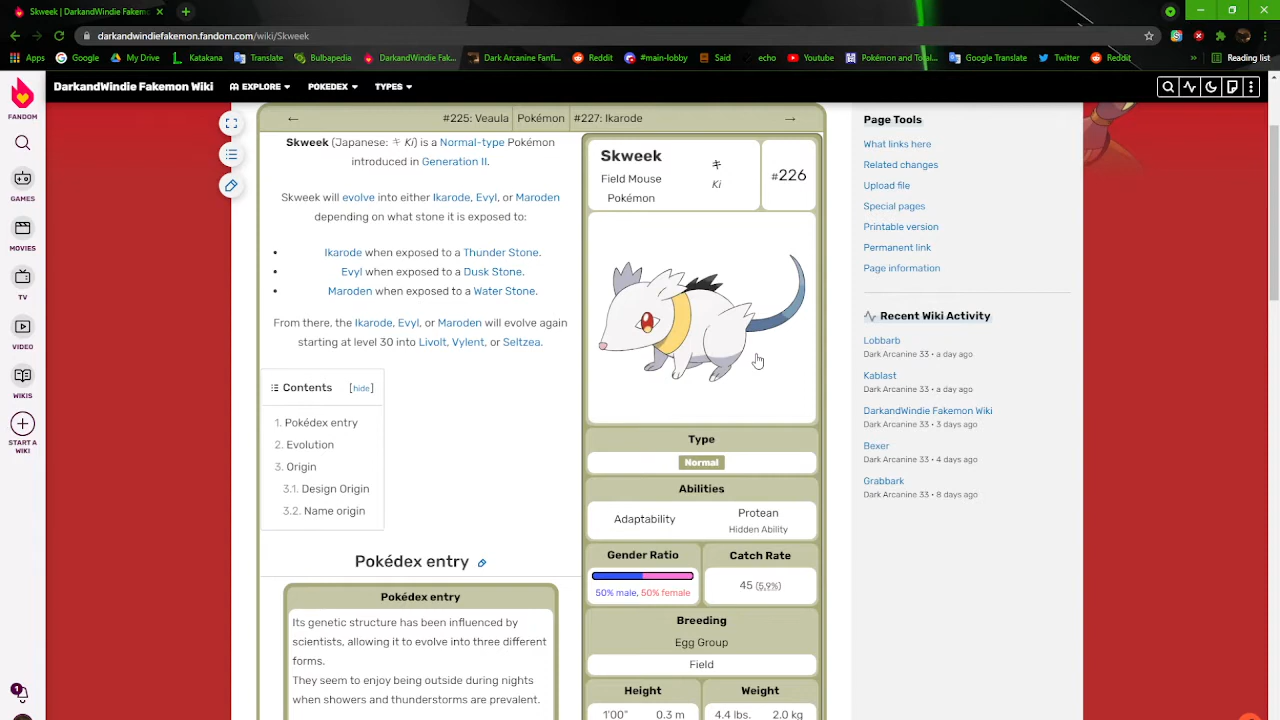 Skweek | DarkandWindie Fakemo
darkandwindiefakemon.fandom.com/wiki/Skweek
Apps Google My Drive Katakana Translate Bulbapedia DarkandWindie Fak... Dark Arcanine Fanfi... Reddit #main-lobby Said echo Youtube Pokémon and Total... Google Translate Twitter Reddit » Reading list
DarkandWindie Fakemon Wiki EXPLORE POKEDEX TYPES
FANDOM
GAMES
MOVIES
TV
VIDEO
WIKIS
START A
WIKI
1
← #225: Veaula Pokémon #227: Ikarode →
Skweek (Japanese: キ Ki) is a Normal-type Pokémon
introduced in Generation II.
Skweek will evolve into either Ikarode, Evyl, or Maroden
depending on what stone it is exposed to:
• Ikarode when exposed to a Thunder Stone.
• Evyl when exposed to a Dusk Stone.
• Maroden when exposed to a Water Stone.
From there, the Ikarode, Evyl, or Maroden will evolve again
starting at level 30 into Livolt, Vylent, or Seltzea.
Contents [hide]
1. Pokédex entry
2. Evolution
3. Origin
3.1. Design Origin
3.2. Name origin
Pokédex entry
Pokédex entry
Its genetic structure has been influenced by
scientists, allowing it to evolve into three different
forms.
They seem to enjoy being outside during nights
when showers and thunderstorms are prevalent.
Skweek
Field Mouse
Pokémon
キ
Ki
#226
Type
Normal
Abilities
Adaptability
Protean
Hidden Ability
Gender Ratio
50% male, 50% female
Catch Rate
45 (5.9%)
Breeding
Egg Group
Field
Height
1'00" 0.3 m
Weight
4.4 lbs. 2.0 kg
Page Tools
What links here
Related changes
Upload file
Special pages
Printable version
Permanent link
Page information
Recent Wiki Activity
Lobbarb
Dark Arcanine 33 • a day ago
Kablast
Dark Arcanine 33 • a day ago
DarkandWindie Fakemon Wiki
Dark Arcanine 33 • 3 days ago
Bexer
Dark Arcanine 33 • 4 days ago
Grabbark
Dark Arcanine 33 • 8 days ago